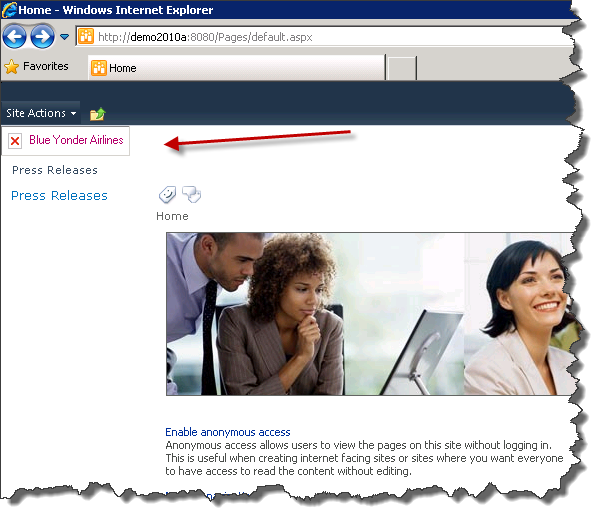 Home - Windows Internet Explorer
http://demo2010a:8080/Pages/default.aspx
Favorites
Home
Site Actions
Blue Yonder Airlines
Press Releases
Press Releases
Home
Enable anonymous access
Anonymous access allows users to view the pages on this site without logging in.
This is useful when creating internet facing sites or sites where you want everyone
to have access to read the content without editing.